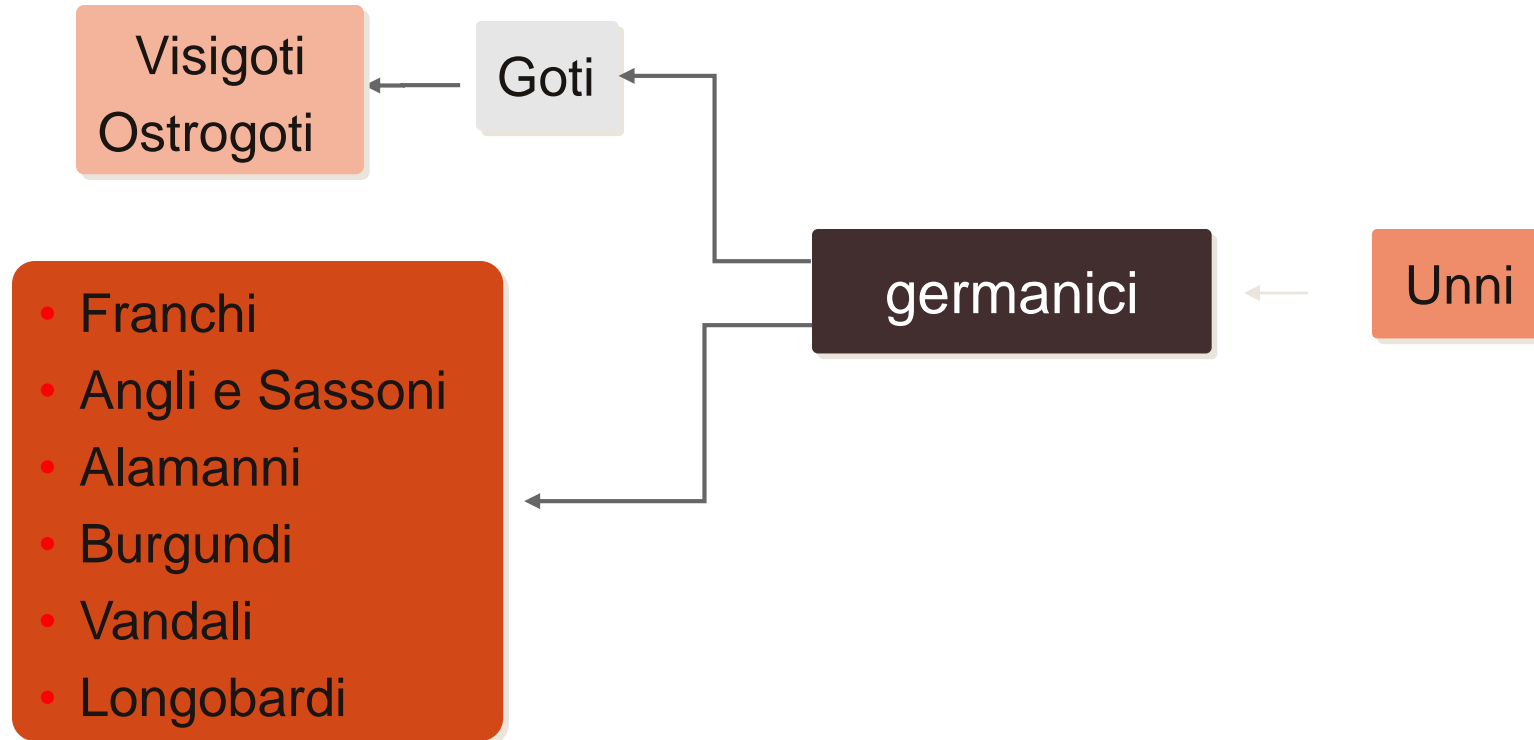 Visigoti
Ostrogoti
Goti
germanici
Unni
• Franchi
• Angli e Sassoni
• Alamanni
• Burgundi
• Vandali
• Longobardi